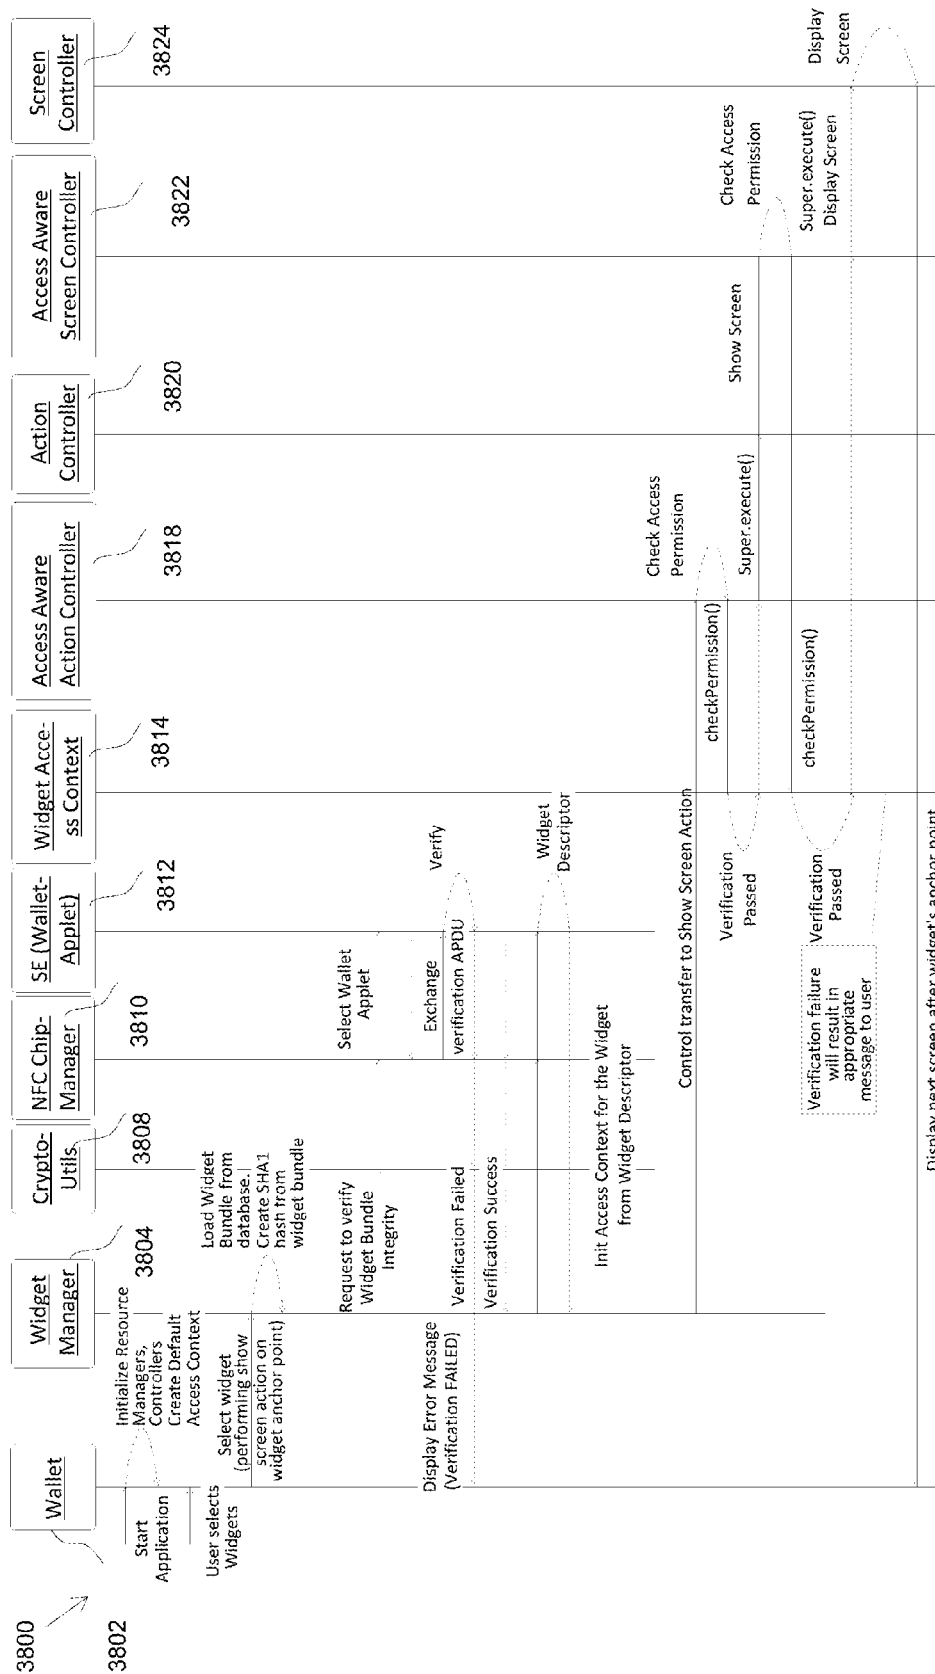 3800
3802
Wallet
Widget
Manager
3804
Crypto-
Utils
3808
NFC Chip-
Manager
3810
SE (Wallet-
Applet)
3812
Widget Acce-
ss Context
3814
Access Aware
Action Controller
3818
Action
Controller
3820
Access Aware
Screen Controller
3822
Screen
Controller
3824
Start
Application
Initialize Resource
Managers,
Controllers
Create Default
Access Context
User selects
Widgets
Select widget
(performing show
screen action on
widget anchor point)
Load Widget
Bundle from
database.
Create SHA1
hash from
widget bundle
Request to verify
Widget Bundle
Integrity
Select Wallet
Applet
Exchange
verification APDU
Verify
Display Error Message
(Verification FAILED)
Verification Failed
Verification Success
Widget
Descriptor
Init Access Context for the Widget
from Widget Descriptor
Control transfer to Show Screen Action
Check Access
Permission
checkPermission()
Verification
Passed
Super.execute()
Show Screen
Check Access
Permission
checkPermission()
Verification
Passed
Super.execute()
Display Screen
Display
Screen
Verification failure
will result in
appropriate
message to user
Display next screen after widget's anchor point